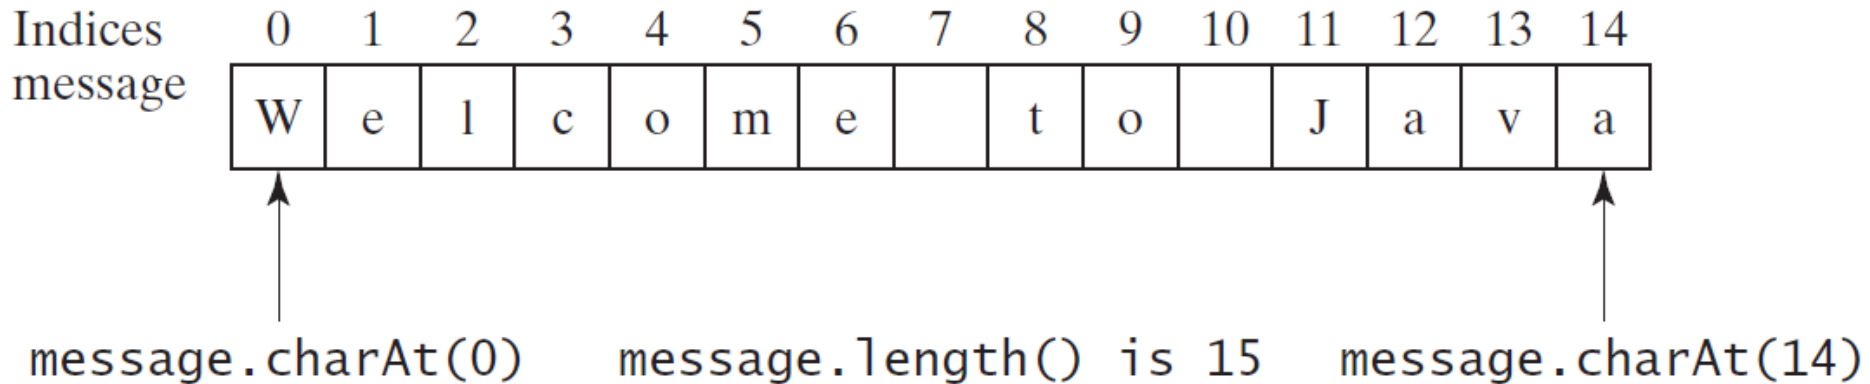 Indices 0 1 2 3 4 5 6 7 8 9 10 11 12 13 14
message W e l c o m e t o J a v a
message.charAt(0) message.length() is 15 message.charAt(14)